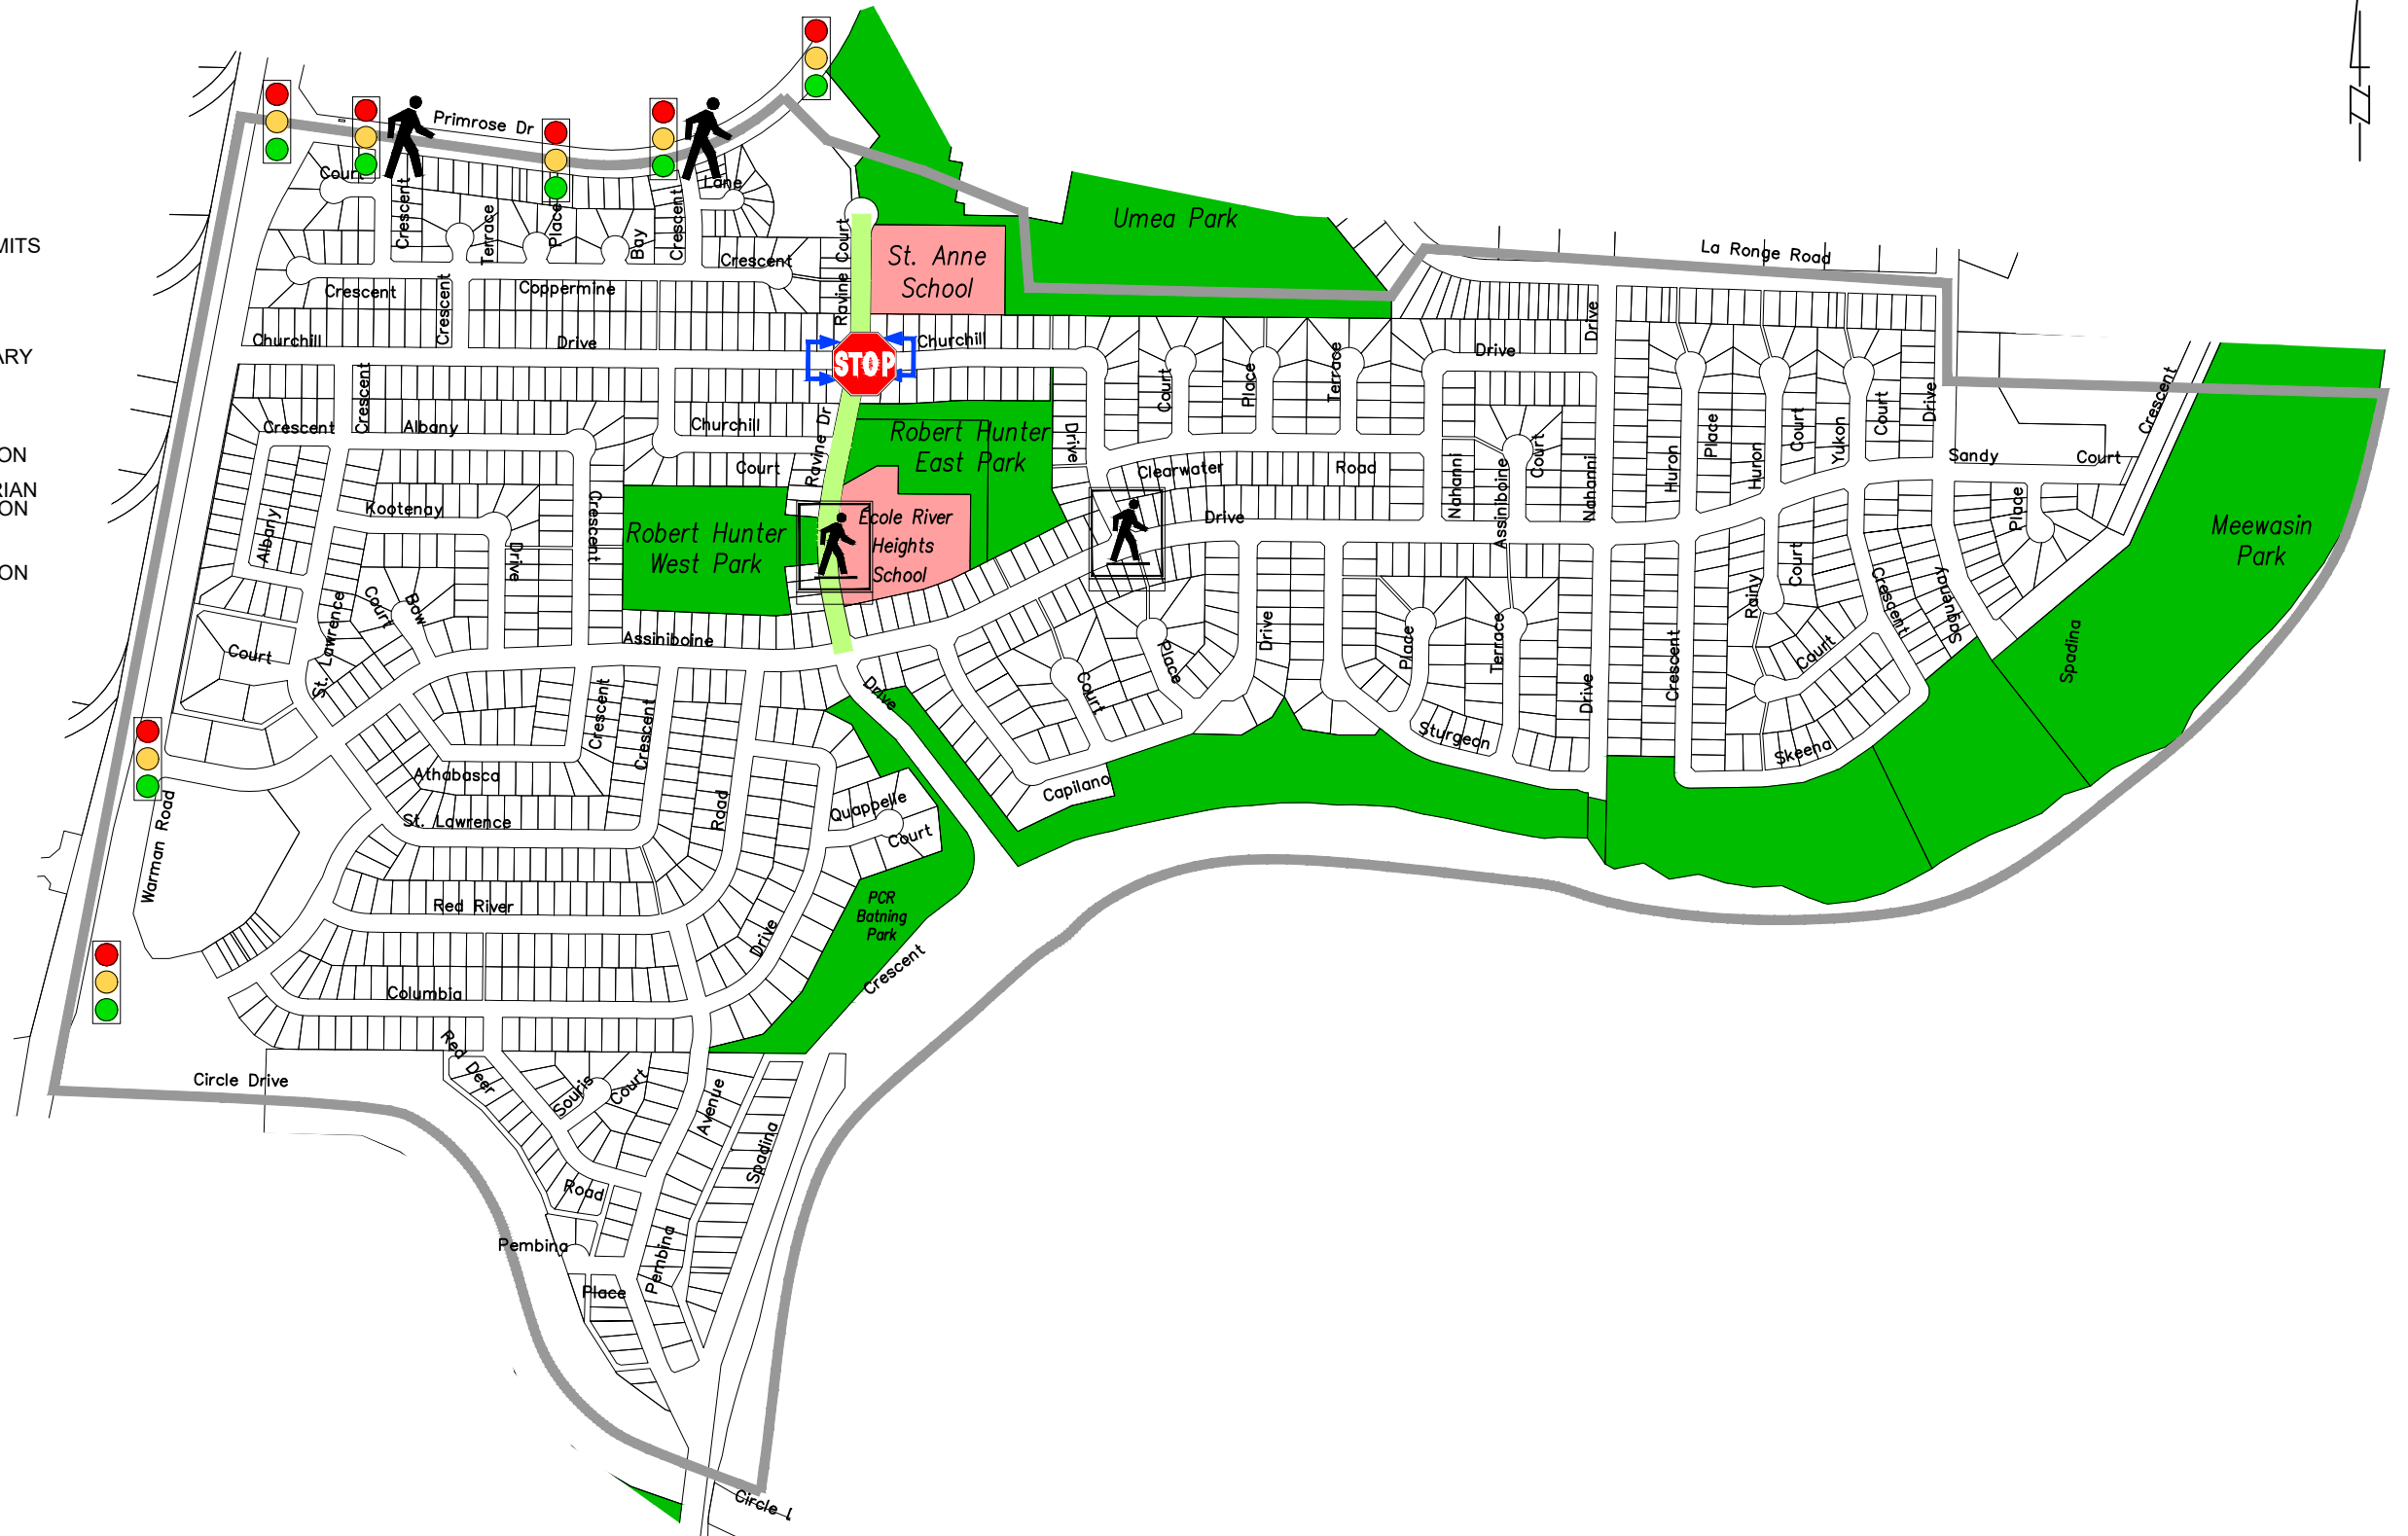 MITS
ARY
ON
RIAN
ON
ON
Primrose Dr
Court
Crescent
Terrace
Place
Bay
Crescent
Lane
Crescent
Ravine Court
St. Anne
School
Umea Park
La Ronge Road
Crescent
Crescent
Coppermine
Churchill
Drive
STOP
Churchill
Drive
Drive
Crescent
Crescent
Albany
Churchill
Court
Ravine Dr
Robert Hunter
East Park
Drive
Court
Place
Terrace
Clearwater
Road
Nahanni
Court
Assiniboine
Nahanni
Huron
Place
Huron
Court
Yukon
Court
Drive
Sandy
Court
Crescent
Place
Meewasin
Park
Spadina
Albany
Kootenay
Drive
Crescent
Robert Hunter
West Park
Ecole River
Heights
School
Drive
Court
St. Lawrence
Court
Bow
Assiniboine
Drive
Court
Place
Drive
Place
Terrace
Drive
Crescent
Rainy
Court
Court
Crescent
Saguenay
Sturgeon
Skeena
Capilano
Crescent
Crescent
Athabasca
St. Lawrence
Road
Quappelle
Court
Warman Road
Red River
Drive
PCR
Batning
Park
Crescent
Columbia
Red Deer
Souris
Court
Avenue
Spadina
Circle Drive
Road
Pembina
Place
Pembina
Circle